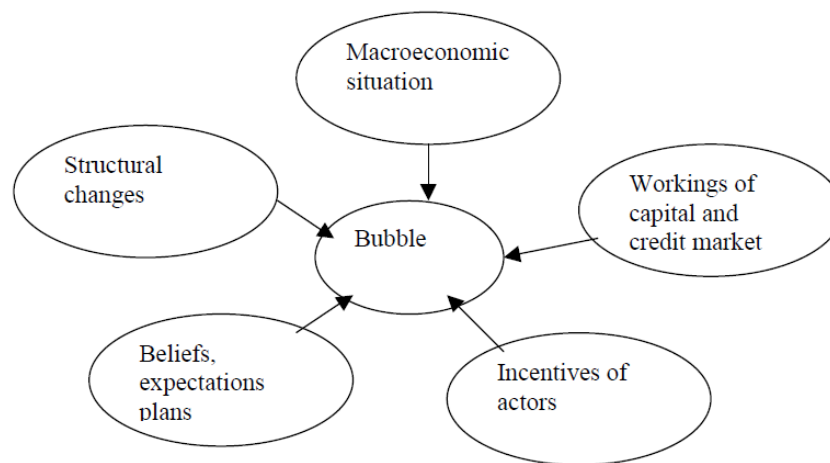 Macroeconomic
situation
Structural
changes
Workings of
capital and
credit market
Bubble
Beliefs,
expectations
plans
Incentives of
actors